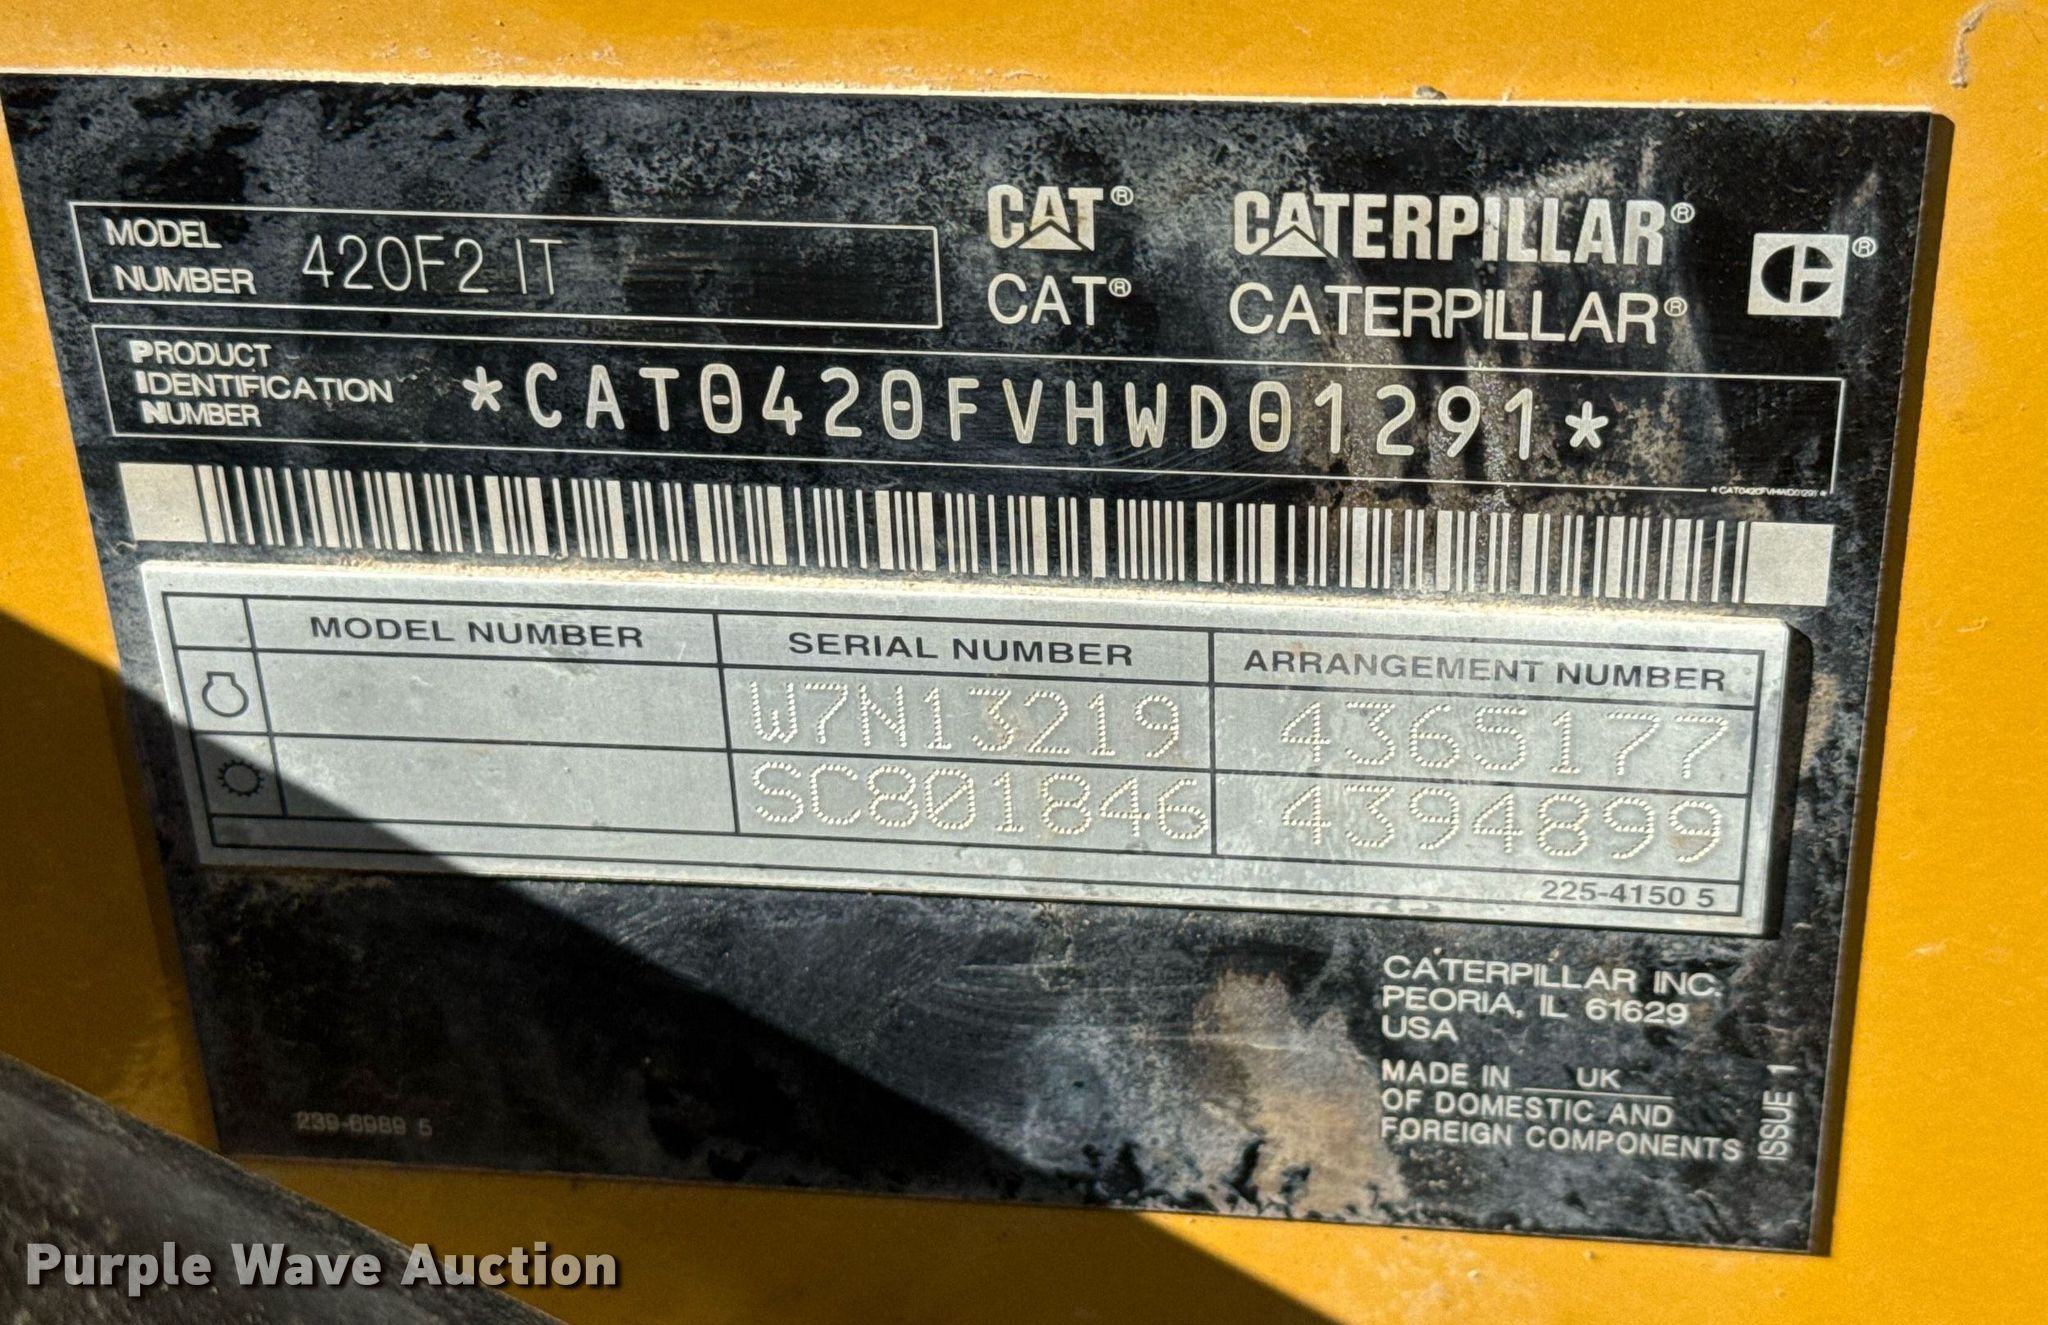 MODEL NUMBER 420F2 IT
CAT® CATERPILLAR®
CAT® CATERPILLAR®
PRODUCT IDENTIFICATION NUMBER *CAT0420FVHWD01291*
*CAT0420FVHWD01291*
MODEL NUMBER SERIAL NUMBER ARRANGEMENT NUMBER
W7N13219 4365177
SC801846 4394899
225-4150 5
CATERPILLAR INC.
PEORIA, IL 61629
USA
MADE IN UK
OF DOMESTIC AND
FOREIGN COMPONENTS
ISSUE 1
239-6989 5
Purple Wave Auction